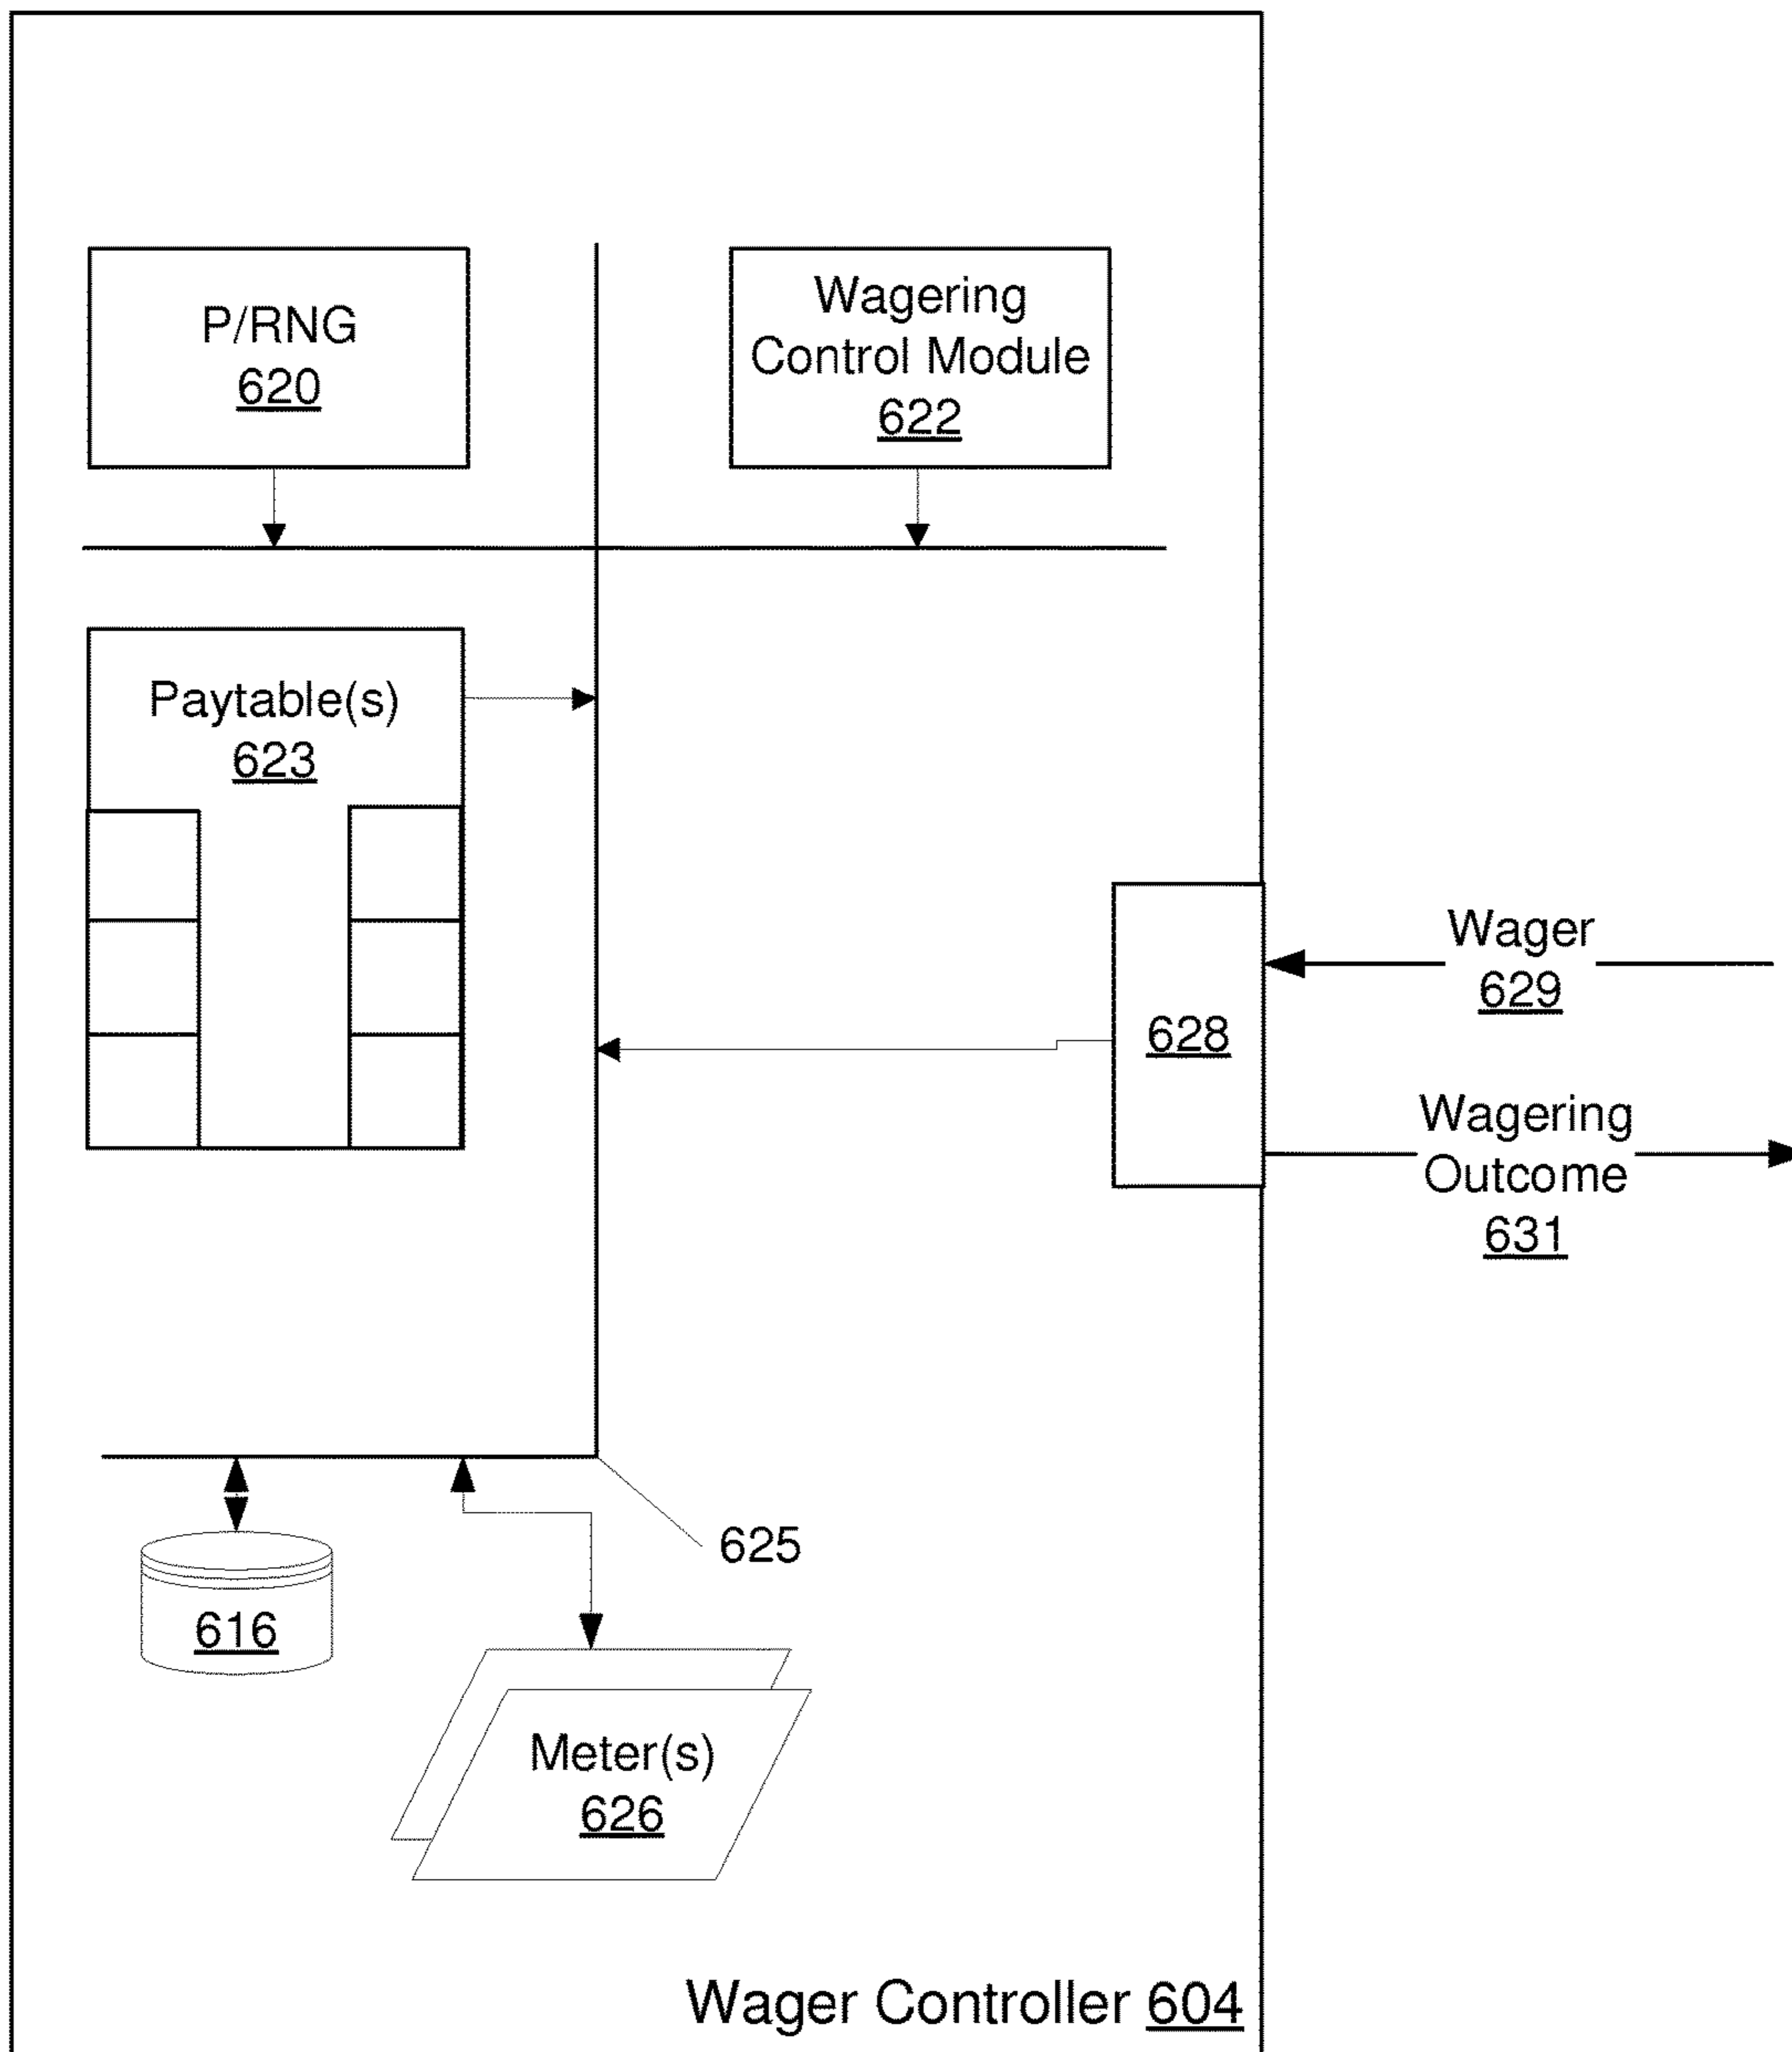 P/RNG
620
Wagering
Control Module
622
Paytable(s)
623
Wager
629
628
Wagering
Outcome
631
625
616
Meter(s)
626
Wager Controller 604